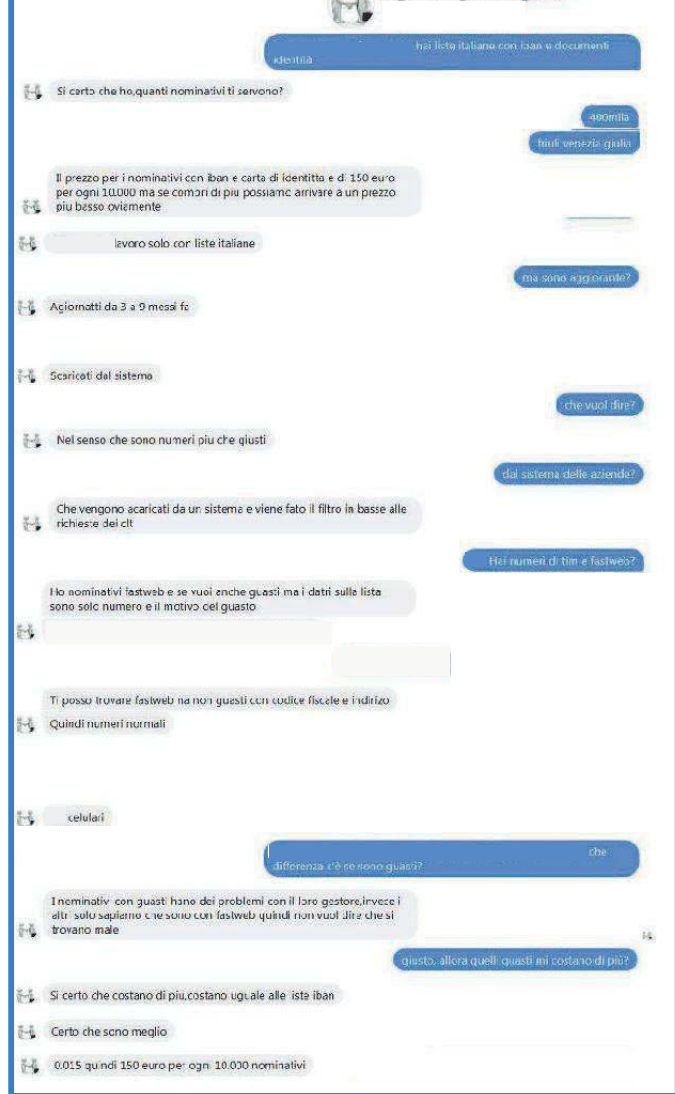 hai liste italiane con iban e documenti
identità
Si certo che ho,quanti nominativi ti servono?
400mila
friuli venezia giulia
Il prezzo per i nominativi con iban e carta di identitta e di 150 euro
per ogni 10.000 ma se compri di piu possiamo arrivare a un prezzo
piu basso oviamente
lavoro solo con liste italiane
ma sono aggiornate?
Agiornatti da 3 a 9 messi fa
Scaricati dal sistema
che vuol dire?
Nel senso che sono numeri piu che giusti
dal sistema delle aziende?
Che vengono acaricati da un sistema e viene fato il filtro in basse alle
richieste dei clt
Hai numeri di tim e fastweb?
Ho nominativi fastweb e se vuoi anche guasti ma i datri sulla lista
sono solo numero e il motivo del guasto
Ti posso trovare fastweb na non guasti con codice fiscale e indirizo
Quindi numeri normali
celulari
che
differenza c'è se sono guasti?
I nominativi con guasti hano dei problemi con il loro gestore,invece i
altri solo sapiamo che sono con fastweb quindi non vuol dire che si
trovano male
giusto, allora quelli guasti mi costano di più?
Si certo che costano di piu,costano uguale alle liste iban
Certo che sono meglio
0.015 quindi 150 euro per ogni 10.000 nominativi